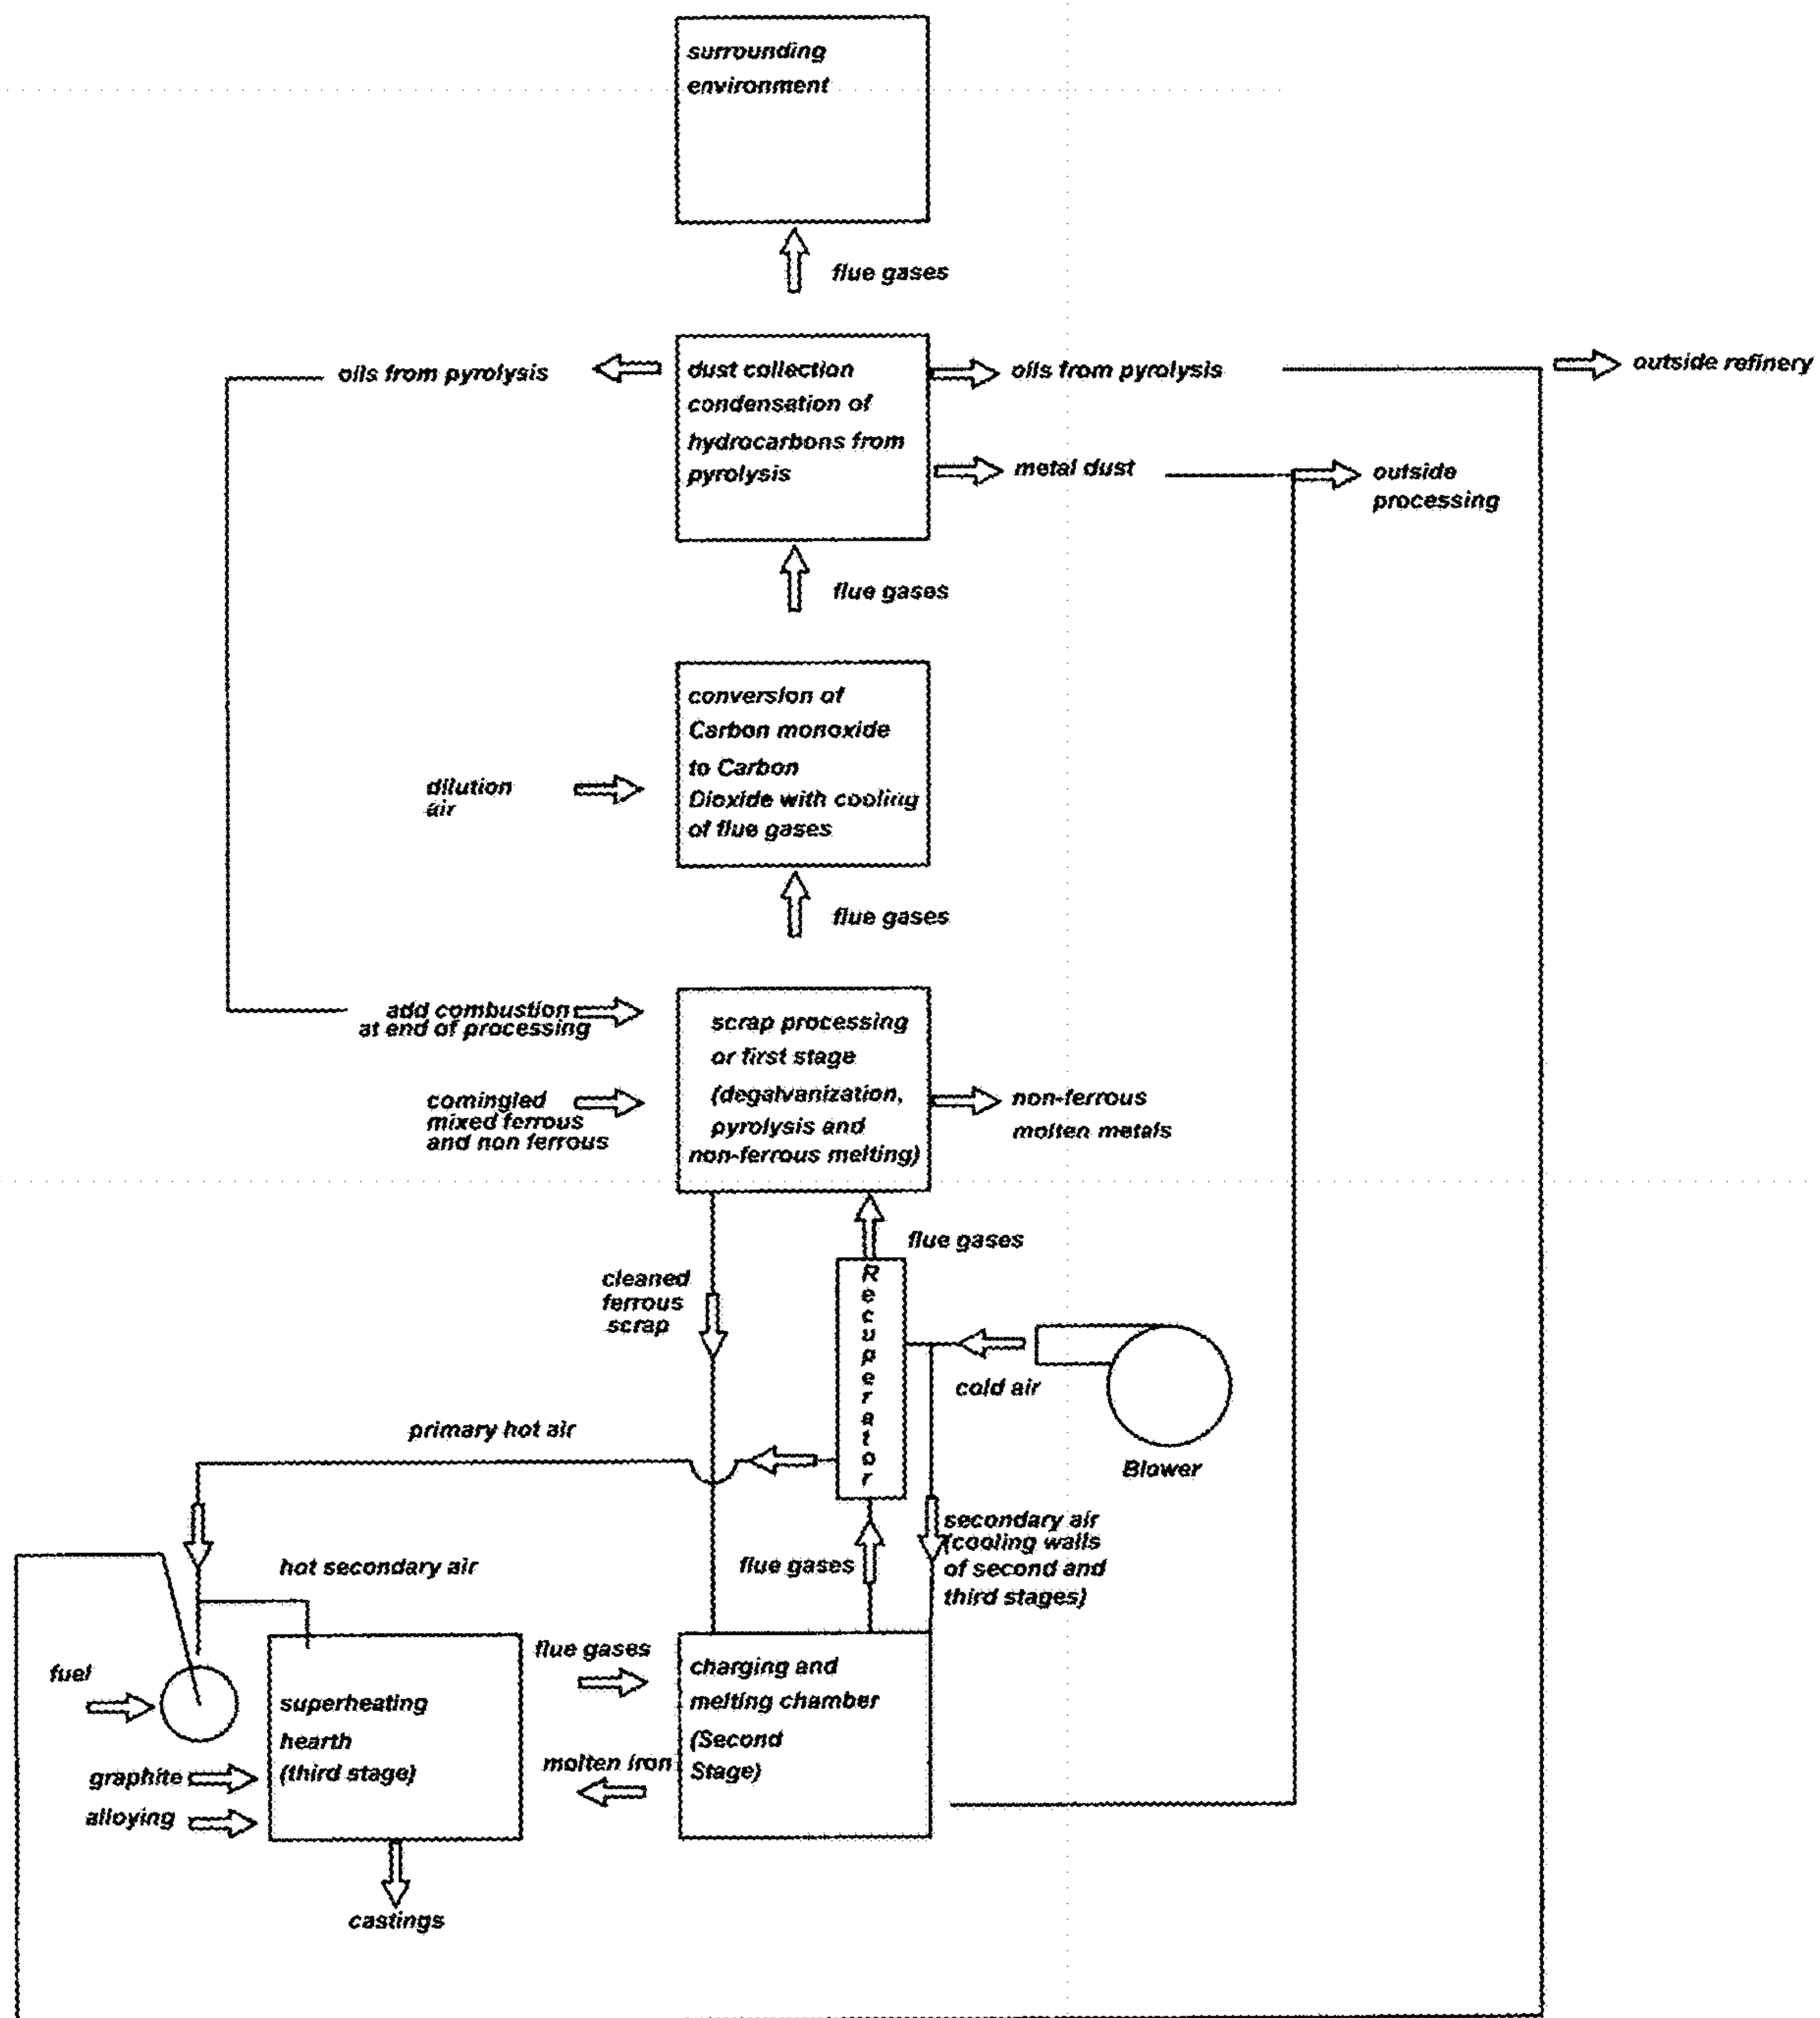 surrounding
environment
flue gases
oils from pyrolysis
dust collection
condensation of
hydrocarbons from
pyrolysis
oils from pyrolysis
outside refinery
metal dust
outside
processing
flue gases
conversion of
Carbon monoxide
to Carbon
Dioxide with cooling
of flue gases
dilution
air
flue gases
add combustion
at end of processing
scrap processing
or first stage
(degalvanization,
pyrolysis and
non-ferrous melting)
comingled
mixed ferrous
and non ferrous
non-ferrous
molten metals
flue gases
cleaned
ferrous
scrap
Recuperator
cold air
Blower
primary hot air
secondary air
(cooling walls
of second and
third stages)
flue gases
hot secondary air
flue gases
fuel
superheating
hearth
(third stage)
charging and
melting chamber
(Second
Stage)
molten iron
graphite
alloying
castings